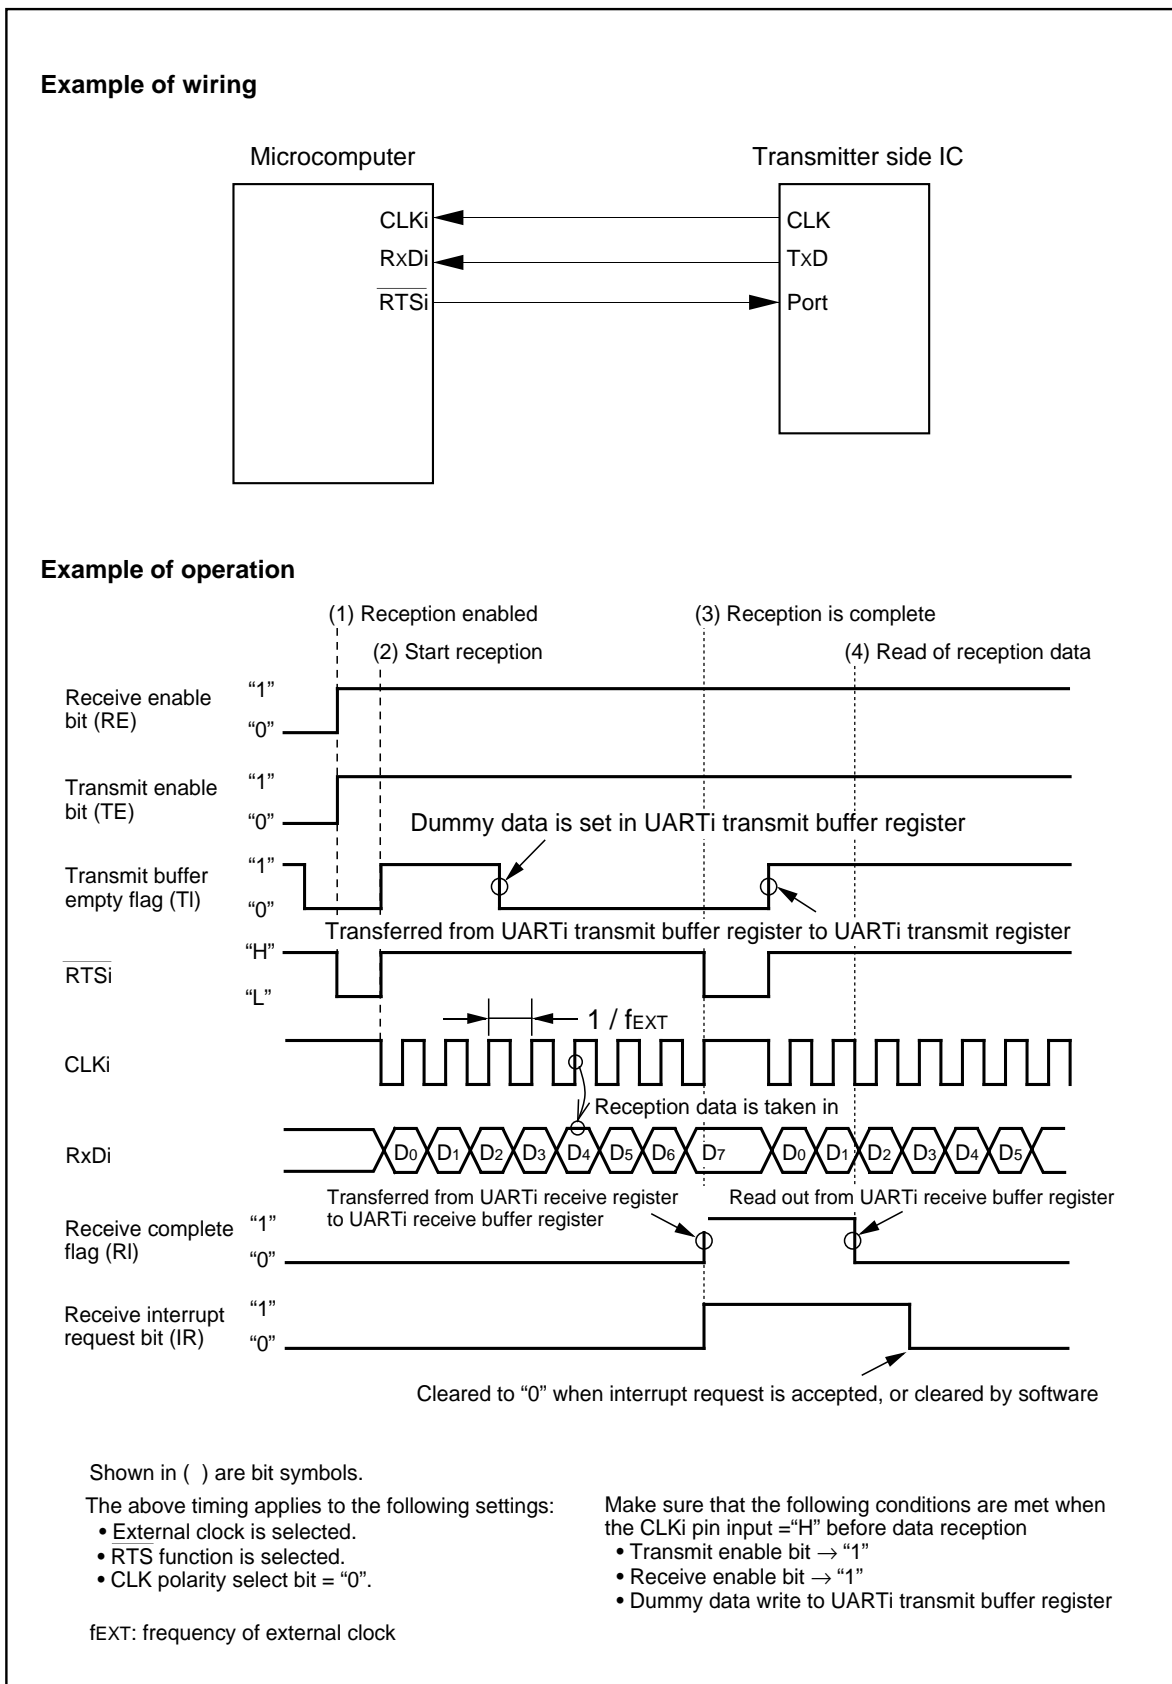 Example of wiring
Microcomputer
Transmitter side IC
CLKi
CLK
RxDi
TxD
RTSi
Port
Example of operation
(1) Reception enabled
(3) Reception is complete
(2) Start reception
(4) Read of reception data
Receive enable
bit (RE)
“1”
“0”
Transmit enable
bit (TE)
“1”
“0”
Dummy data is set in UARTi transmit buffer register
Transmit buffer
empty flag (TI)
“1”
“0”
Transferred from UARTi transmit buffer register to UARTi transmit register
RTSi
“H”
“L”
1 / fEXT
CLKi
Reception data is taken in
RxDi
D0 D1 D2 D3 D4 D5 D6 D7 D0 D1 D2 D3 D4 D5
Transferred from UARTi receive register
to UARTi receive buffer register
Read out from UARTi receive buffer register
Receive complete
flag (RI)
“1”
“0”
Receive interrupt
request bit (IR)
“1”
“0”
Cleared to “0” when interrupt request is accepted, or cleared by software
Shown in ( ) are bit symbols.
The above timing applies to the following settings:
• External clock is selected.
• RTS function is selected.
• CLK polarity select bit = “0”.
fEXT: frequency of external clock
Make sure that the following conditions are met when
the CLKi pin input =“H” before data reception
• Transmit enable bit → “1”
• Receive enable bit → “1”
• Dummy data write to UARTi transmit buffer register